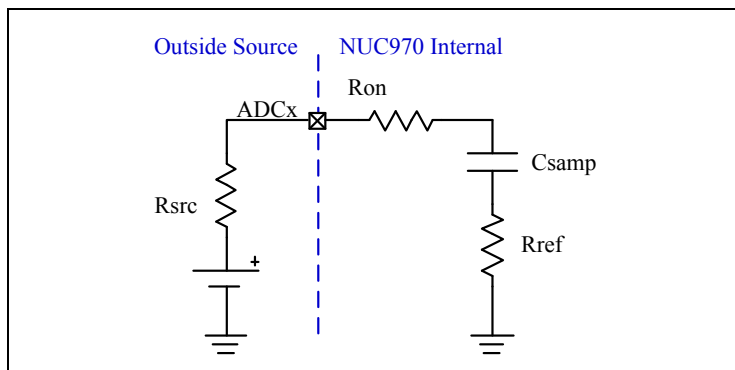 Outside Source
NUC970 Internal
Ron
ADCx
Csamp
Rsrc
Rref
+